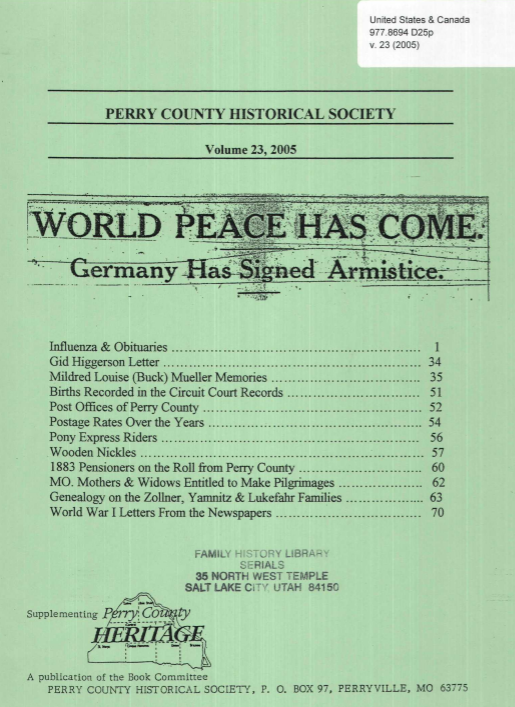 United States & Canada
977.8694 D25p
v. 23 (2005)
PERRY COUNTY HISTORICAL SOCIETY
Volume 23, 2005
WORLD PEACE HAS COME.
Germany Has Signed Armistice.
Influenza & Obituaries ........ 1
Gid Higgerson Letter ........ 34
Mildred Louise (Buck) Mueller Memories ........ 35
Births Recorded in the Circuit Court Records ........ 51
Post Offices of Perry County ........ 52
Postage Rates Over the Years ........ 54
Pony Express Riders ........ 56
Wooden Nickles ........ 57
1883 Pensioners on the Roll from Perry County ........ 60
MO. Mothers & Widows Entitled to Make Pilgrimages ........ 62
Genealogy on the Zollner, Yamnitz & Lukefahr Families ........ 63
World War I Letters From the Newspapers ........ 70
FAMILY HISTORY LIBRARY
SERIALS
35 NORTH WEST TEMPLE
SALT LAKE CITY, UTAH 84150
Supplementing Perry County
HERITAGE
A publication of the Book Committee
PERRY COUNTY HISTORICAL SOCIETY, P. O. BOX 97, PERRYVILLE, MO 63775